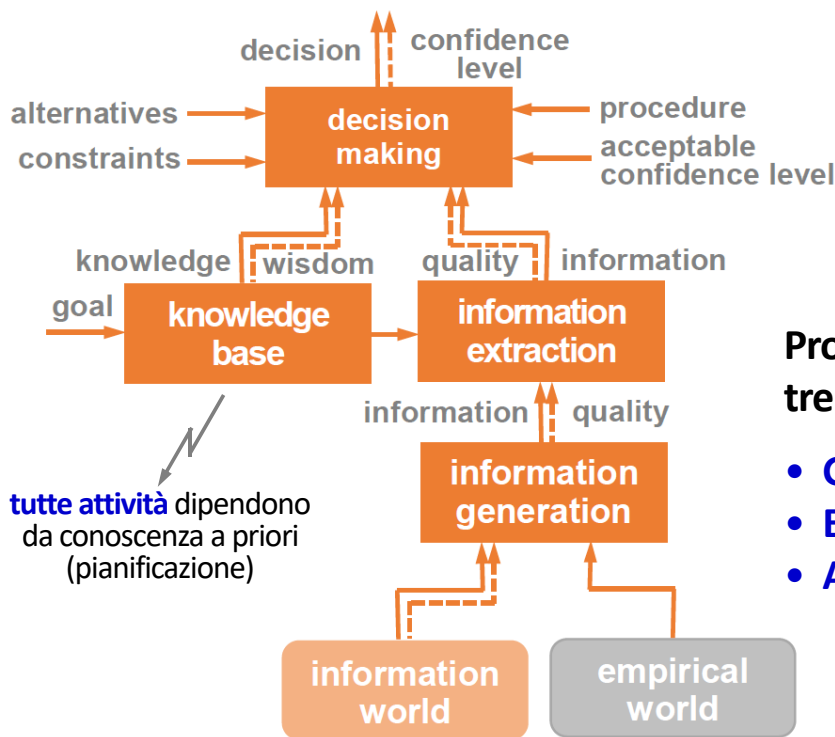 decision
confidence
level
alternatives
constraints
decision
making
procedure
acceptable
confidence level
knowledge
wisdom
quality
information
goal
knowledge
base
information
extraction
information
quality
tutte attività dipendono
da conoscenza a priori
(pianificazione)
information
generation
information
world
empirical
world
Pro
tre
•
•
• A